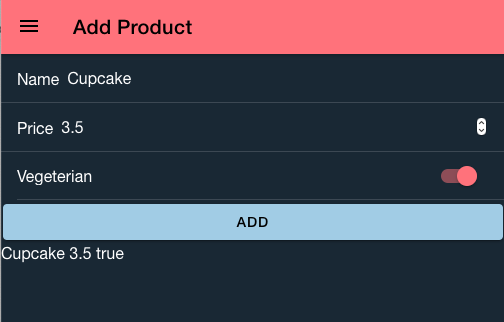 Add Product
Name Cupcake
Price 3.5
Vegeterian
ADD
Cupcake 3.5 true